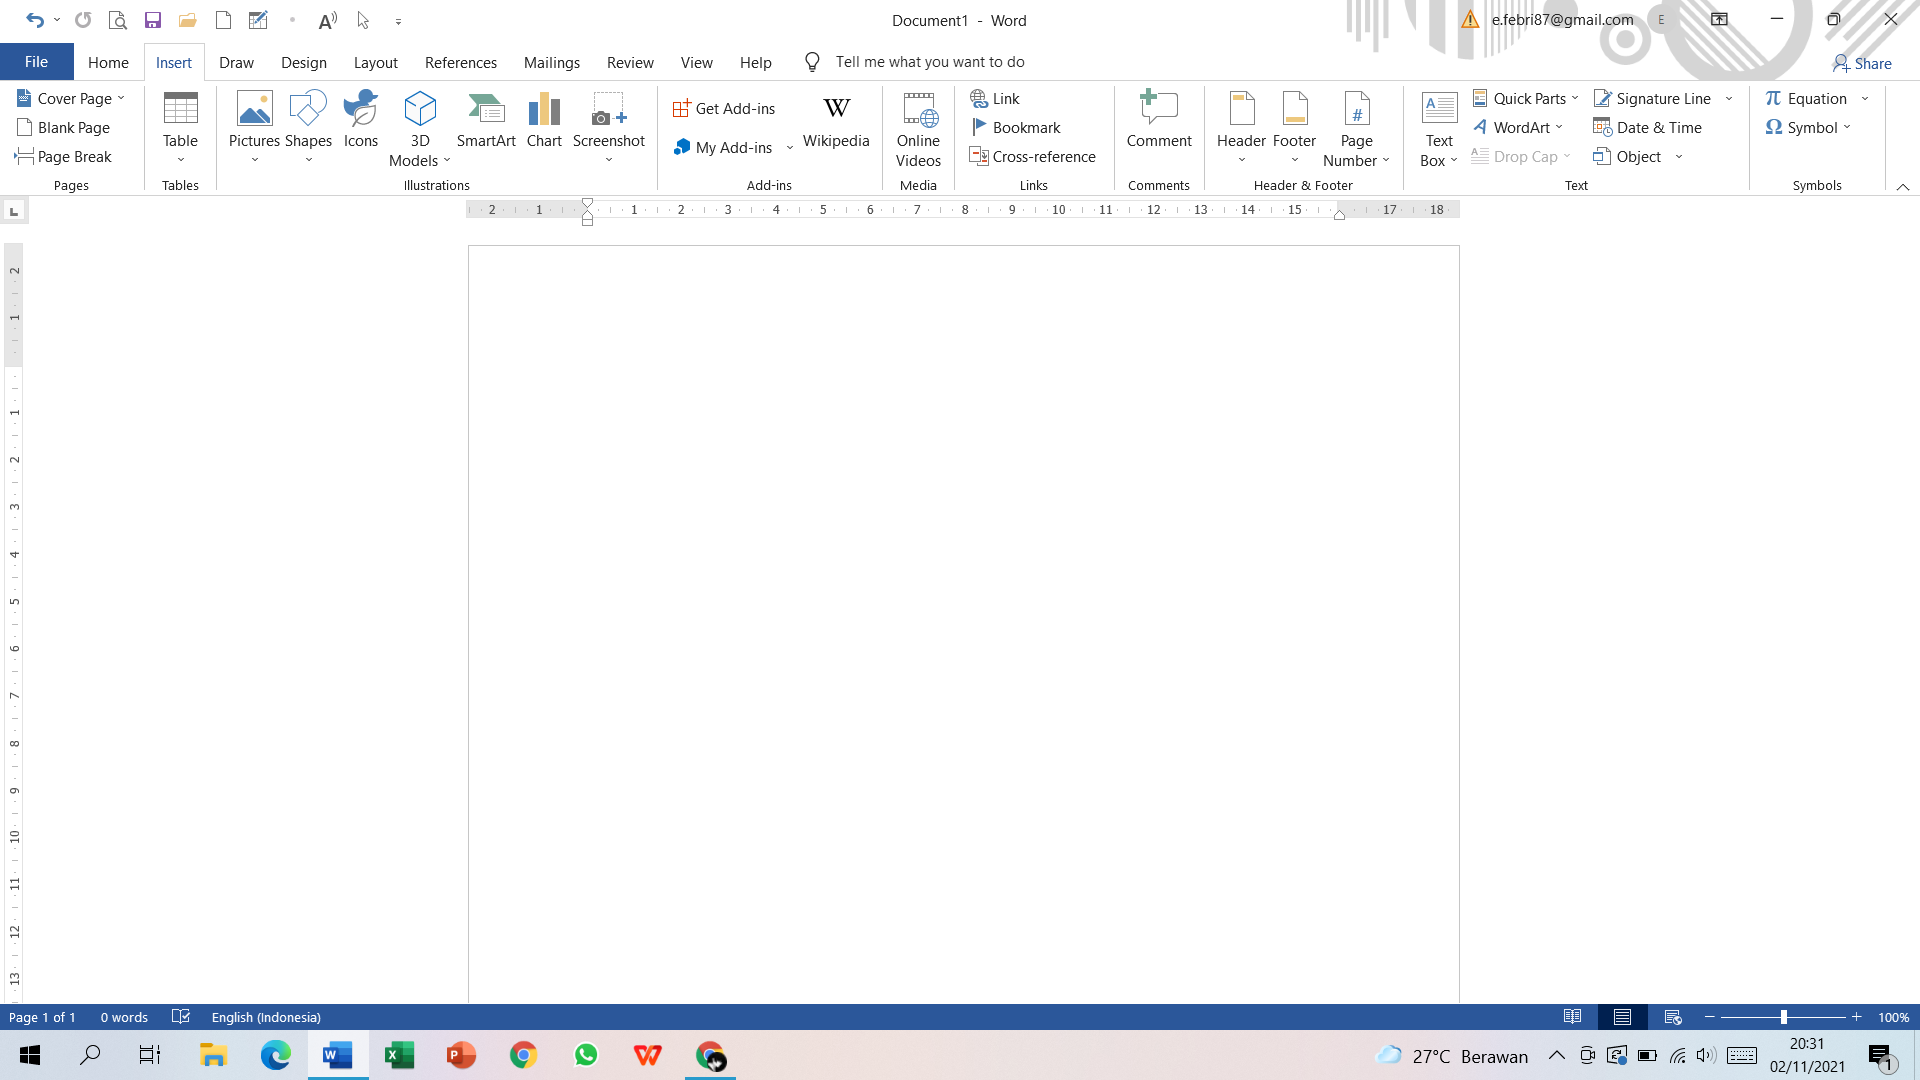 Document1 - Word
e.febri87@gmail.com
E
File Home Insert Draw Design Layout References Mailings Review View Help Tell me what you want to do Share
Cover Page
Blank Page
Page Break
Pages
Table
Tables
Pictures Shapes Icons 3D Models SmartArt Chart Screenshot
Illustrations
Get Add-ins
My Add-ins
Wikipedia
Add-ins
Online Videos
Media
Link
Bookmark
Cross-reference
Links
Comment
Comments
Header Footer Page Number
Header & Footer
Text Box
Quick Parts
WordArt
Drop Cap
Signature Line
Date & Time
Object
Text
Equation
Symbol
Symbols
2 1 1 2 3 4 5 6 7 8 9 10 11 12 13 14 15 17 18
2
1
1
2
3
4
5
6
7
8
9
10
11
12
13
Page 1 of 1 0 words English (Indonesia) 100%
27°C Berawan
20:31
02/11/2021
1